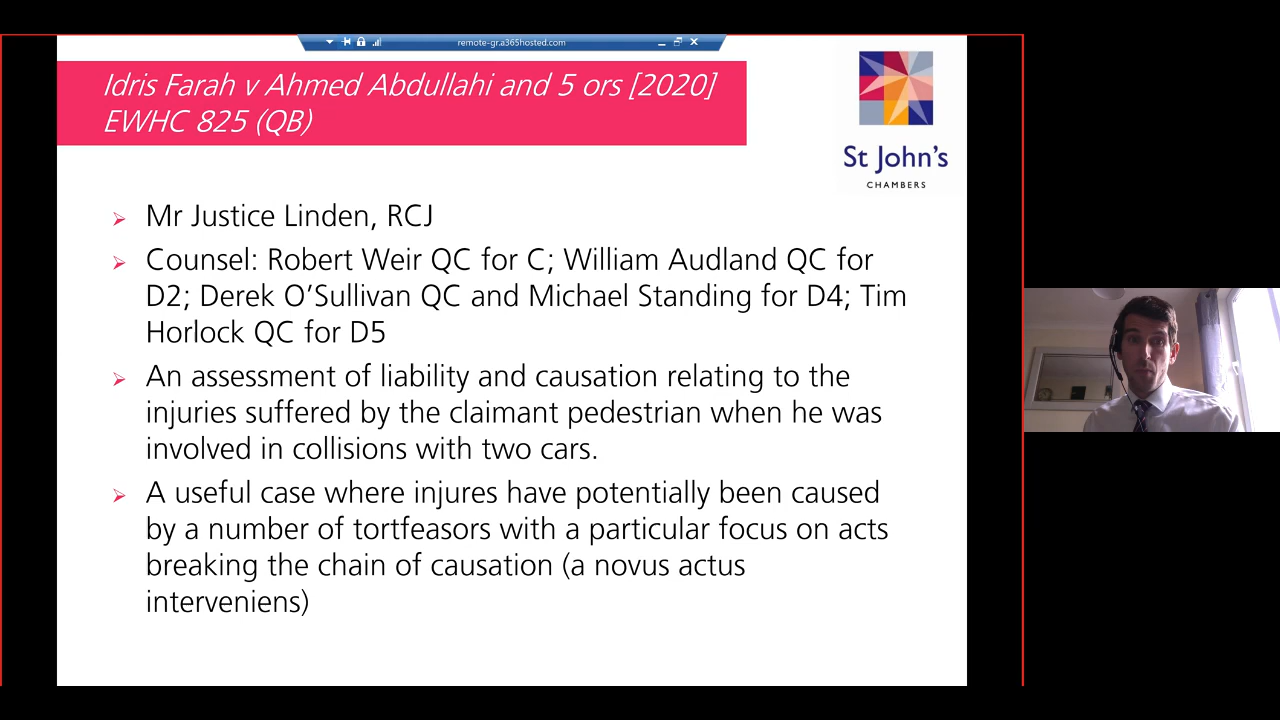 remote-gr.a365hosted.com
Idris Farah v Ahmed Abdullahi and 5 ors [2020]
EWHC 825 (QB)
St John's
CHAMBERS
Mr Justice Linden, RCJ
Counsel: Robert Weir QC for C; William Audland QC for
D2; Derek O'Sullivan QC and Michael Standing for D4; Tim
Horlock QC for D5
An assessment of liability and causation relating to the
injuries suffered by the claimant pedestrian when he was
involved in collisions with two cars.
A useful case where injures have potentially been caused
by a number of tortfeasors with a particular focus on acts
breaking the chain of causation (a novus actus
interveniens)